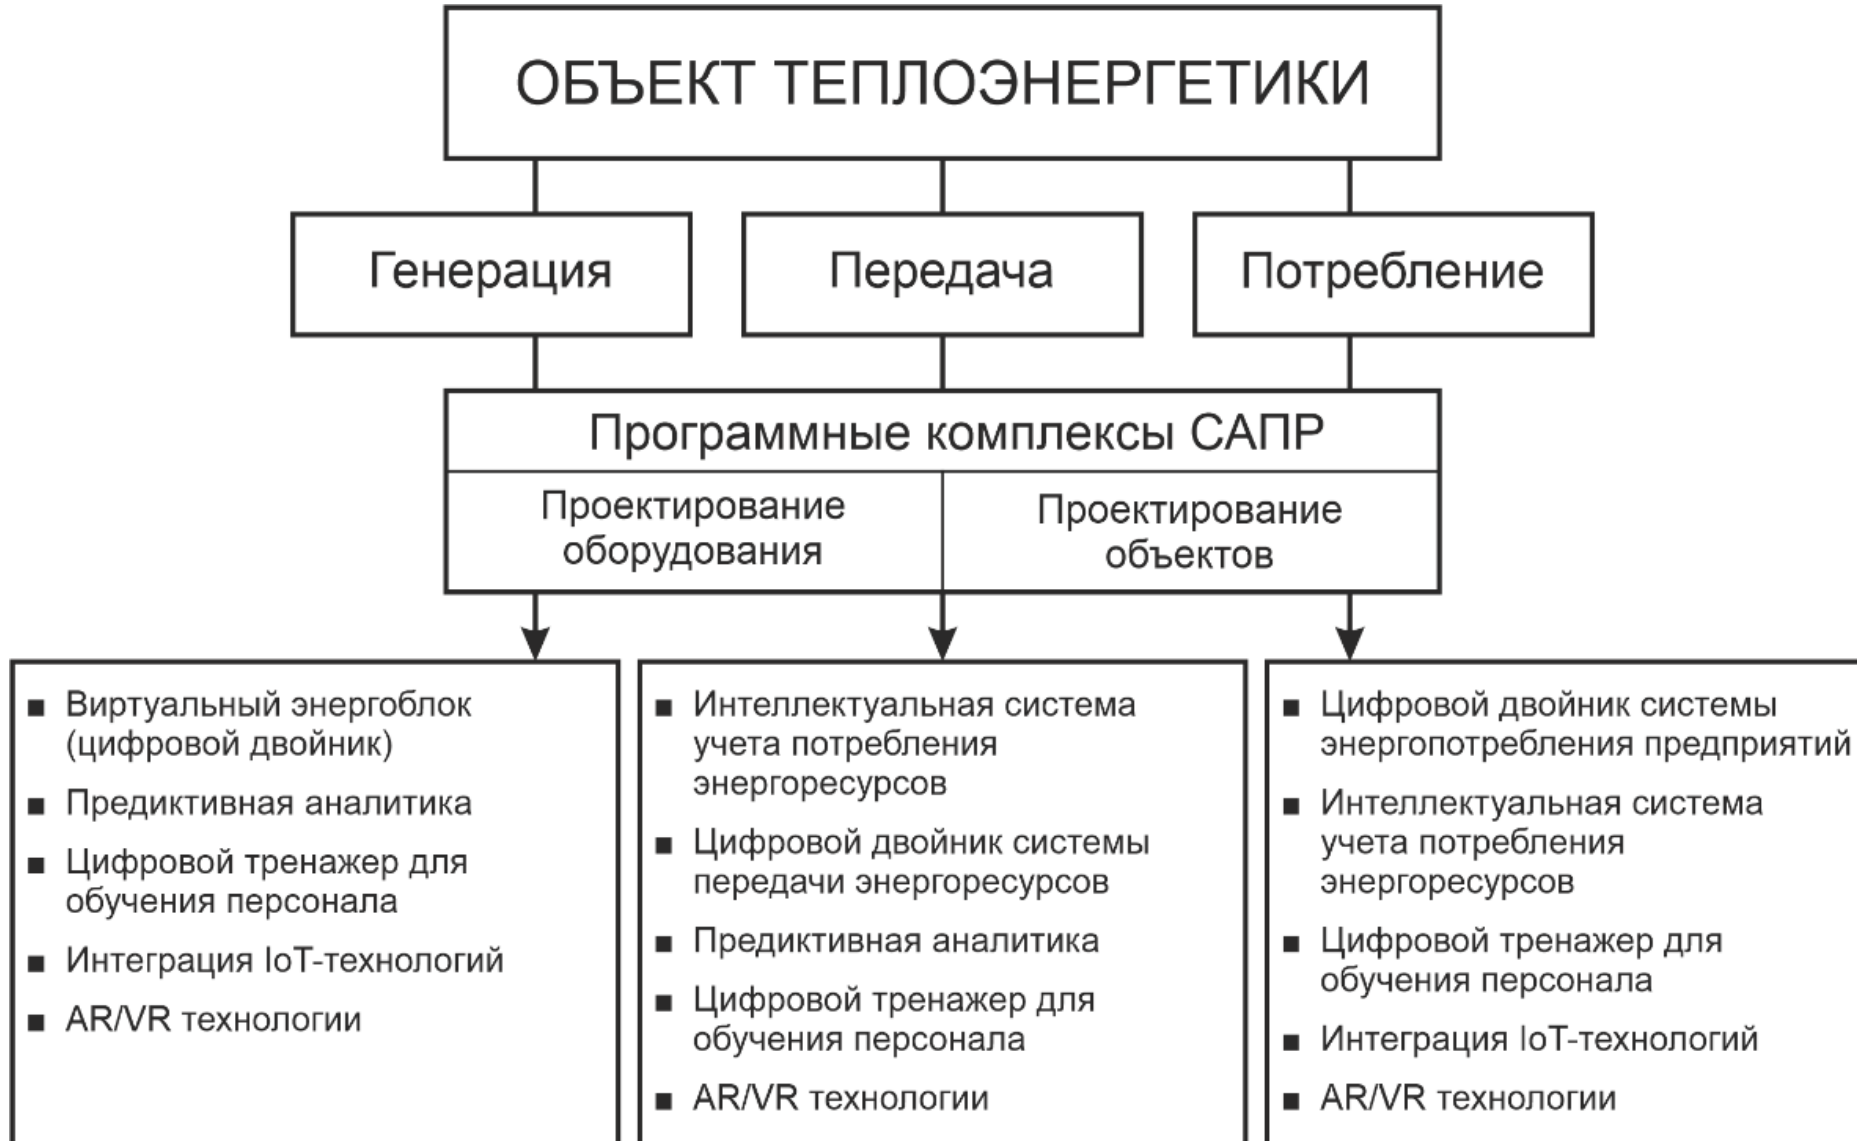 ОБЪЕКТ ТЕПЛОЭНЕРГЕТИКИ
Генерация
Передача
Потребление
Программные комплексы САПР
Проектирование
оборудования
Проектирование
объектов
▪ Виртуальный энергоблок
(цифровой двойник)
▪ Предиктивная аналитика
▪ Цифровой тренажер для
обучения персонала
▪ Интеграция IoT-технологий
▪ AR/VR технологии
▪ Интеллектуальная система
учета потребления
энергоресурсов
▪ Цифровой двойник системы
передачи энергоресурсов
▪ Предиктивная аналитика
▪ Цифровой тренажер для
обучения персонала
▪ AR/VR технологии
▪ Цифровой двойник системы
энергопотребления предприятий
▪ Интеллектуальная система
учета потребления
энергоресурсов
▪ Цифровой тренажер для
обучения персонала
▪ Интеграция IoT-технологий
▪ AR/VR технологии